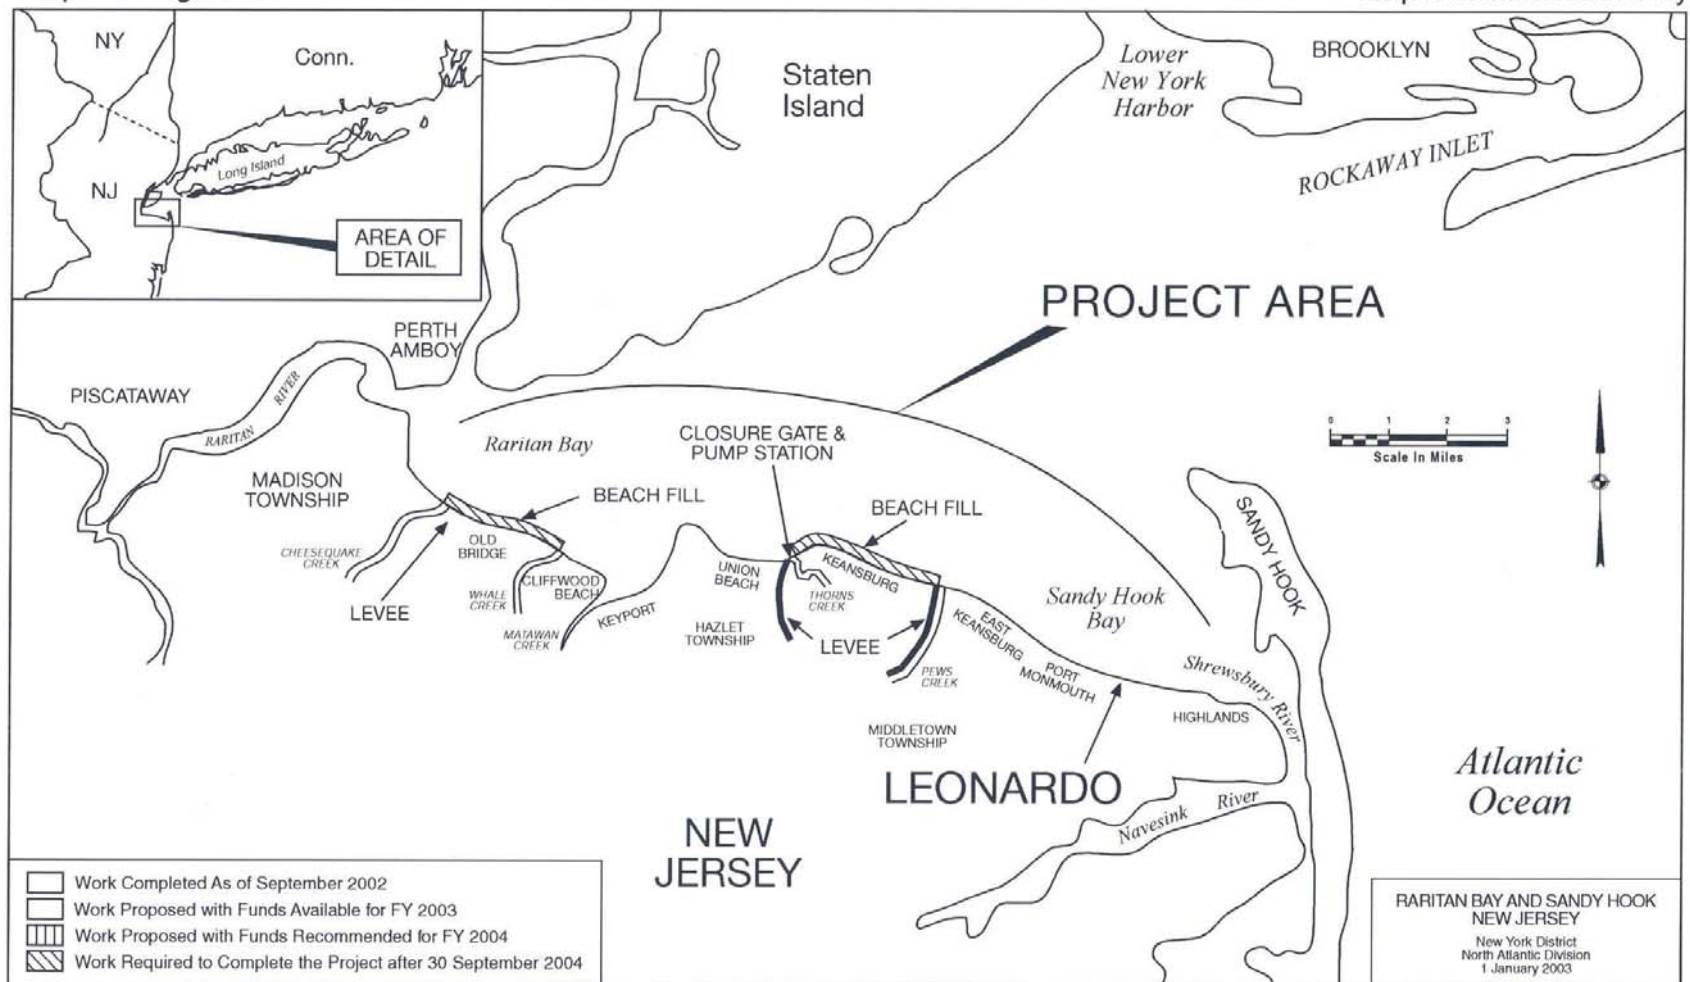 NY
Conn.
Long Island
NJ
AREA OF
DETAIL
Staten
Island
Lower
New York
Harbor
BROOKLYN
ROCKAWAY INLET
PROJECT AREA
PERTH
AMBOY
PISCATAWAY
RARITAN
RIVER
Raritan Bay
CLOSURE GATE &
PUMP STATION
0 1 2 3
Scale In Miles
MADISON
TOWNSHIP
BEACH FILL
BEACH FILL
SANDY HOOK
OLD
BRIDGE
CHEESEQUAKE
CREEK
LEVEE
WHALE
CREEK
CLIFFWOOD
BEACH
MATAWAN
CREEK
KEYPORT
UNION
BEACH
KEANSBURG
THORNS
CREEK
HAZLET
TOWNSHIP
LEVEE
PEWS
CREEK
EAST
KEANSBURG
Sandy Hook
Bay
PORT
MONMOUTH
Shrewsbury River
HIGHLANDS
MIDDLETOWN
TOWNSHIP
LEONARDO
Navesink River
Atlantic
Ocean
NEW
JERSEY
Work Completed As of September 2002
Work Proposed with Funds Available for FY 2003
Work Proposed with Funds Recommended for FY 2004
Work Required to Complete the Project after 30 September 2004
RARITAN BAY AND SANDY HOOK
NEW JERSEY
New York District
North Atlantic Division
1 January 2003